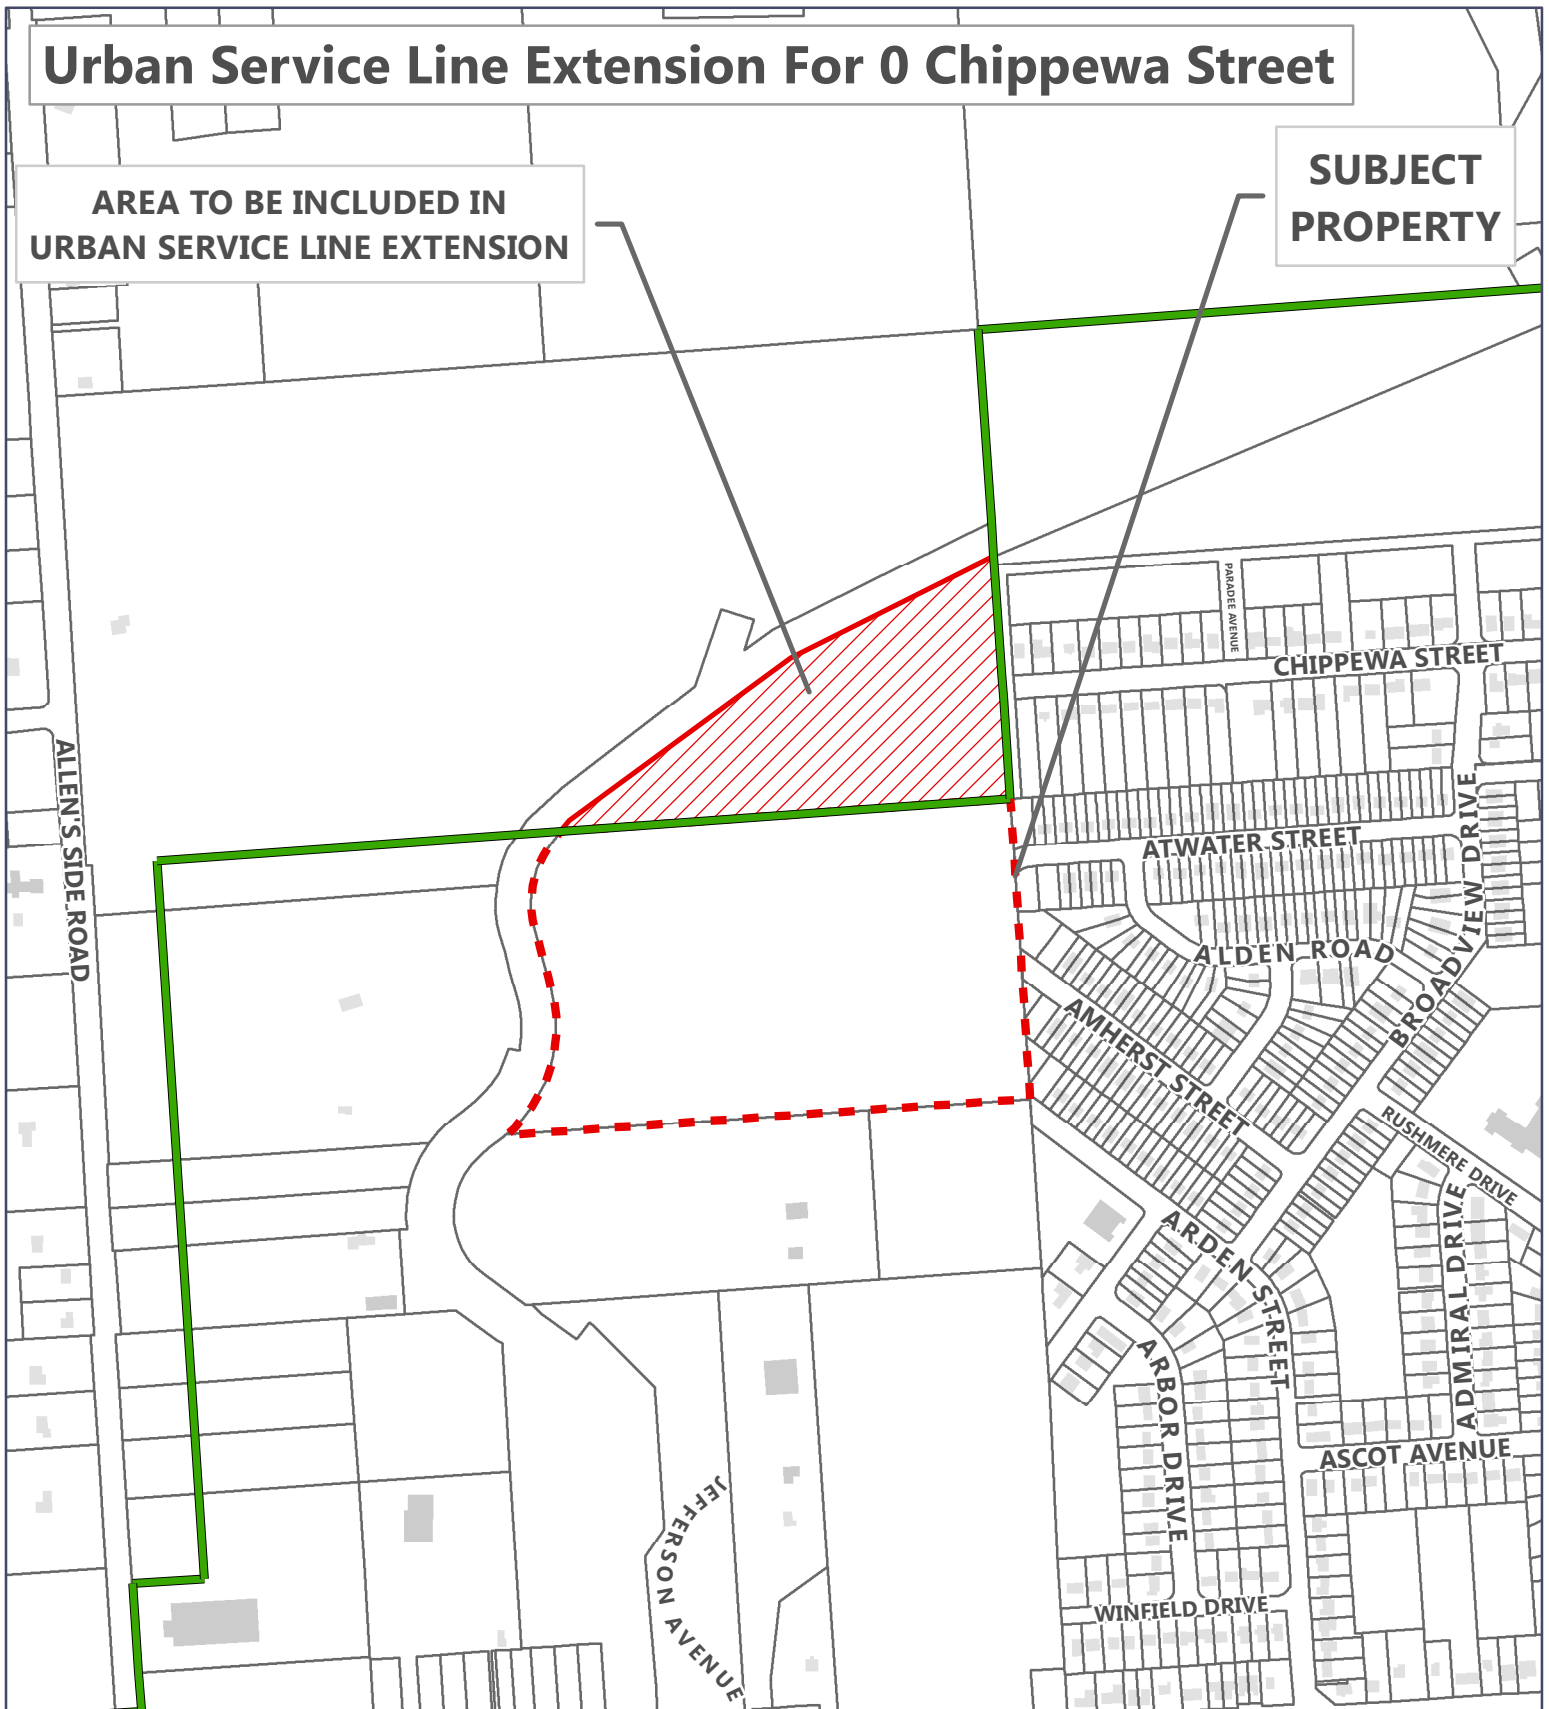 Urban Service Line Extension For 0 Chippewa Street
AREA TO BE INCLUDED IN
URBAN SERVICE LINE EXTENSION
SUBJECT
PROPERTY
PARADEE AVENUE
CHIPPEWA STREET
ALLEN'S SIDE ROAD
ATWATER STREET
BROADVIEW DRIVE
ALDEN ROAD
AMHERST STREET
RUSHMERE DRIVE
ADMIRAL DRIVE
ARDEN STREET
ARBOR DRIVE
ASCOT AVENUE
JEFFERSON AVENUE
WINFIELD DRIVE